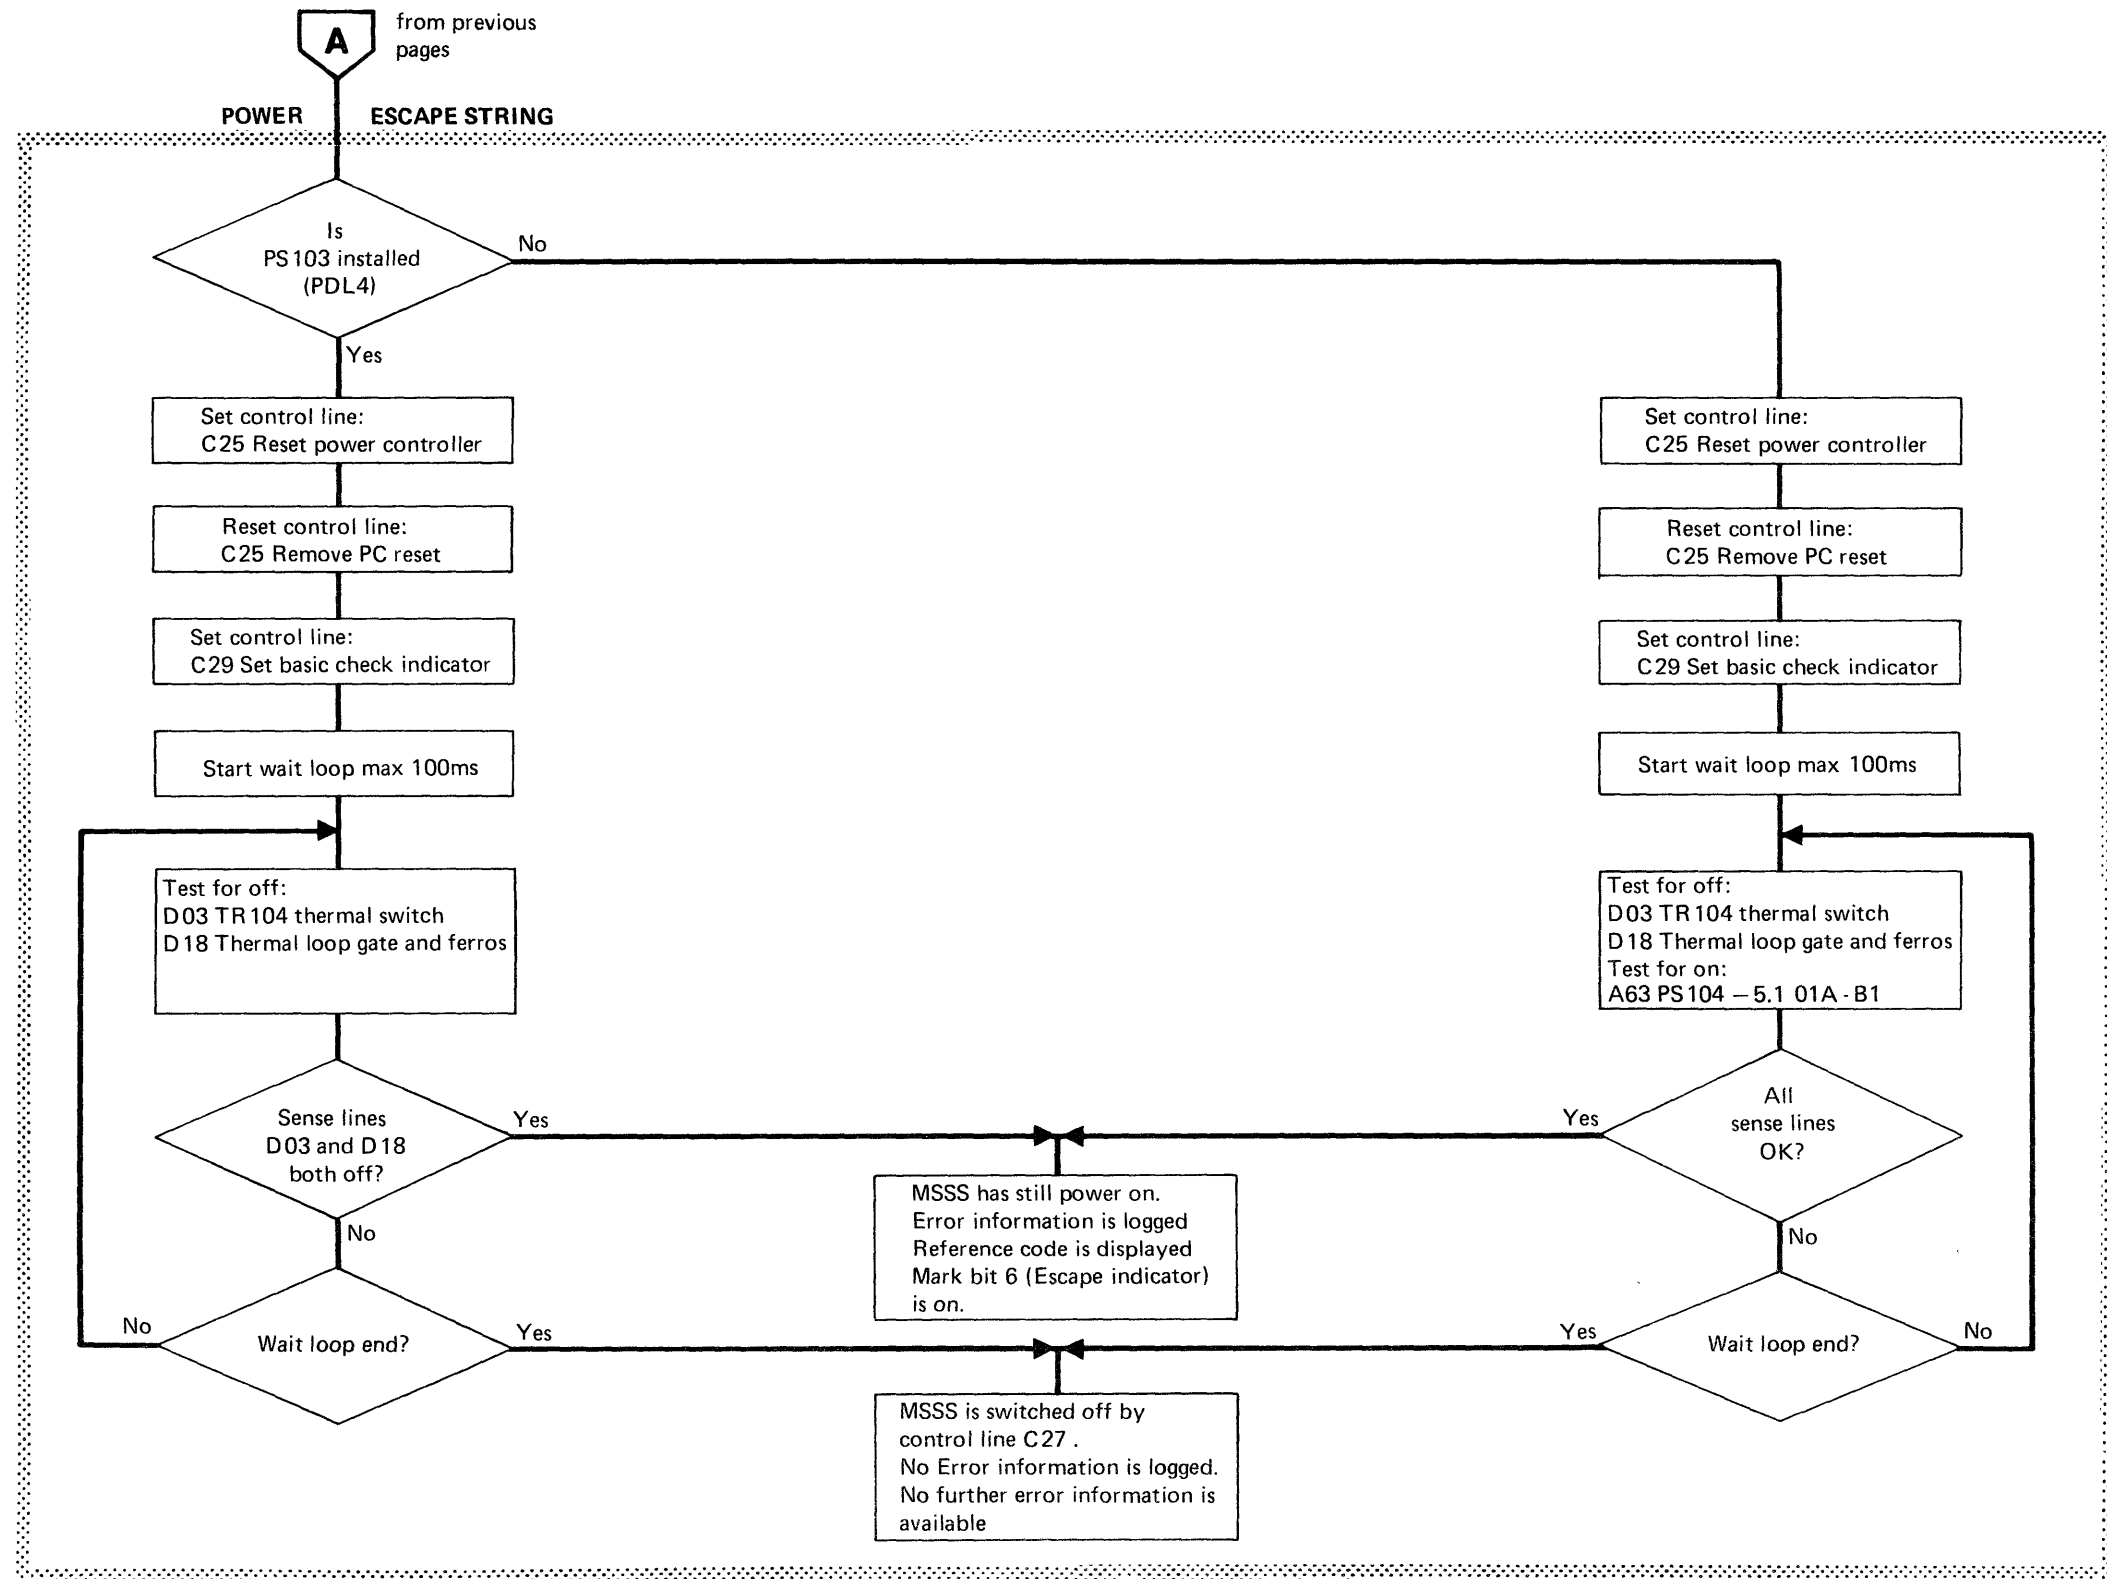 A
from previous
pages
POWER ESCAPE STRING
Is
PS103 installed
(PDL4)
No
Yes
Set control line:
C25 Reset power controller
Reset control line:
C25 Remove PC reset
Set control line:
C29 Set basic check indicator
Start wait loop max 100ms
Test for off:
D03 TR104 thermal switch
D18 Thermal loop gate and ferros
Sense lines
D03 and D18
both off?
Yes
No
Wait loop end?
No
Yes
Set control line:
C25 Reset power controller
Reset control line:
C25 Remove PC reset
Set control line:
C29 Set basic check indicator
Start wait loop max 100ms
Test for off:
D03 TR104 thermal switch
D18 Thermal loop gate and ferros
Test for on:
A63 PS104 – 5.1 01A - B1
All
sense lines
OK?
Yes
No
Wait loop end?
Yes
No
MSSS has still power on.
Error information is logged
Reference code is displayed
Mark bit 6 (Escape indicator)
is on.
MSSS is switched off by
control line C27 .
No Error information is logged.
No further error information is
available